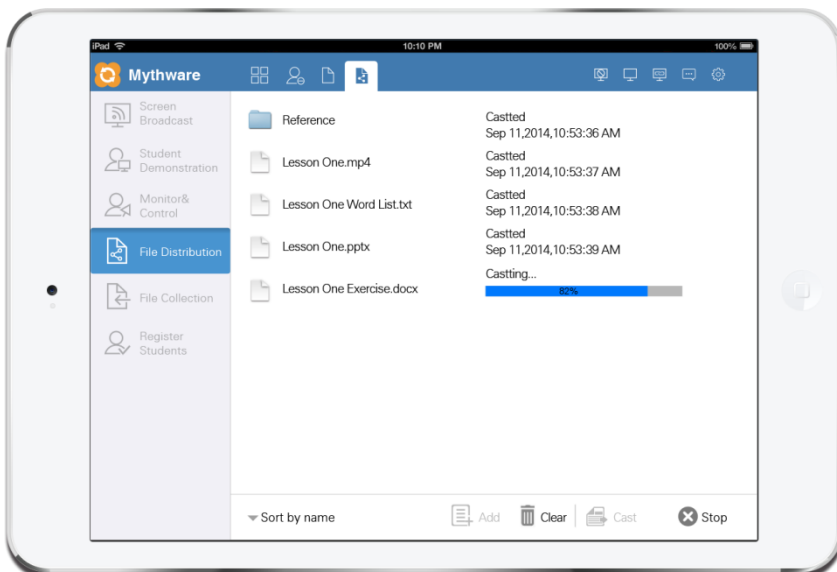 iPad 10:10 PM 100%
Mythware
Screen
Broadcast
Student
Demonstration
Monitor&
Control
File Distribution
File Collection
Register
Students
Reference
Castted
Sep 11,2014,10:53:36 AM
Lesson One.mp4
Castted
Sep 11,2014,10:53:37 AM
Lesson One Word List.txt
Castted
Sep 11,2014,10:53:38 AM
Lesson One.pptx
Castted
Sep 11,2014,10:53:39 AM
Lesson One Exercise.docx
Castting...
82%
Sort by name
Add
Clear
Cast
Stop